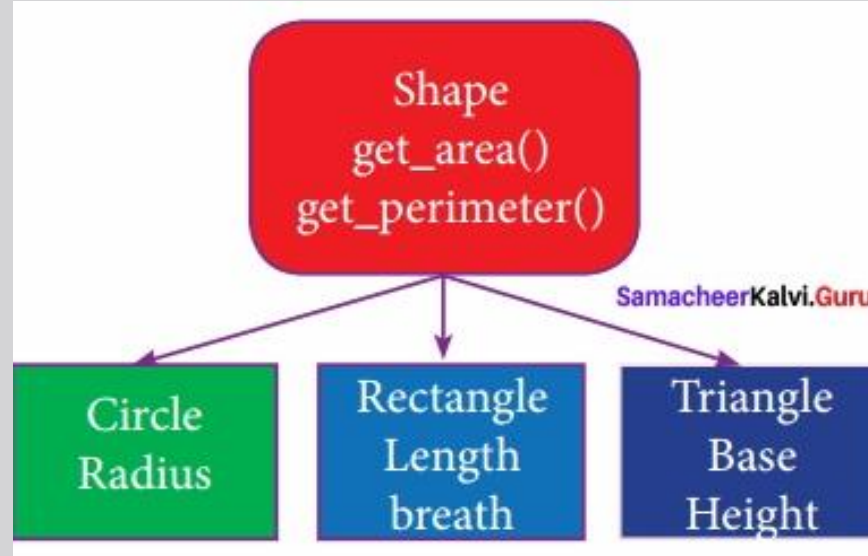 Shape
get_area()
get_perimeter()
SamacheerKalvi.Guru
Circle
Radius
Rectangle
Length
breath
Triangle
Base
Height